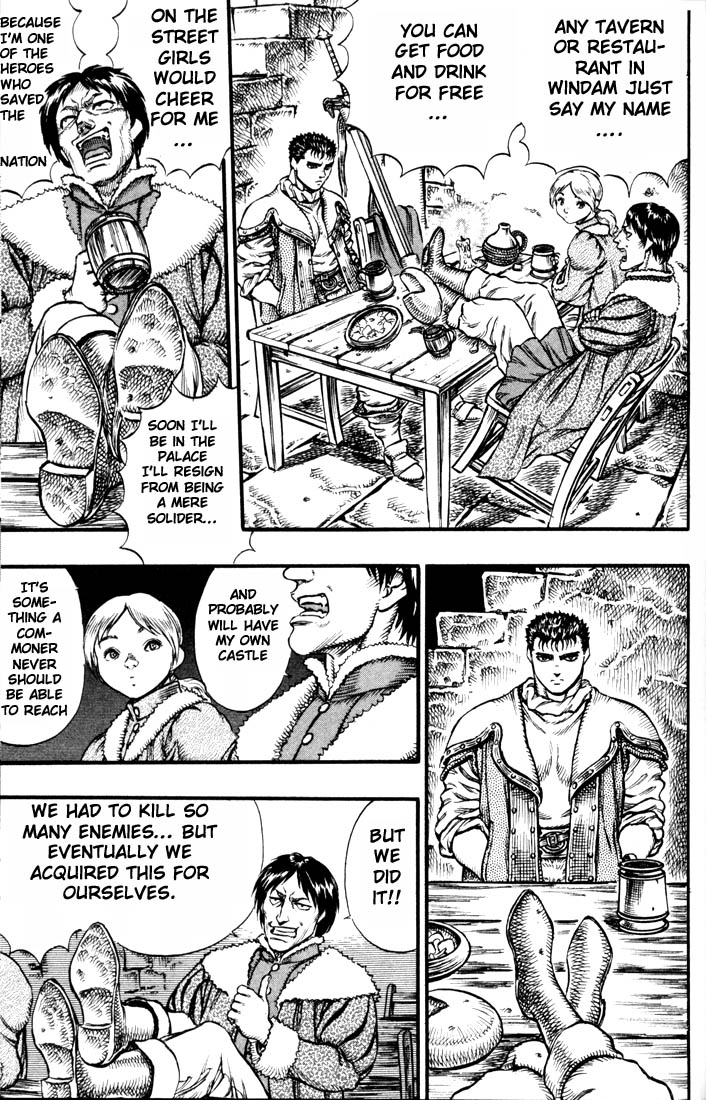 ANY TAVERN
OR RESTAU-
RANT IN
WINDAM JUST
SAY MY NAME
....
YOU CAN
GET FOOD
AND DRINK
FOR FREE
...
ON THE
STREET
GIRLS
WOULD
CHEER
FOR ME
...
BECAUSE
I'M ONE
OF THE
HEROES
WHO
SAVED
THE
NATION
SOON I'LL
BE IN THE
PALACE
I'LL RESIGN
FROM BEING
A MERE
SOLIDER...
AND
PROBABLY
WILL HAVE
MY OWN
CASTLE
IT'S
SOME-
THING A
COM-
MONER
NEVER
SHOULD
BE ABLE
TO REACH
BUT
WE
DID
IT!!
WE HAD TO KILL SO
MANY ENEMIES... BUT
EVENTUALLY WE
ACQUIRED THIS FOR
OURSELVES.